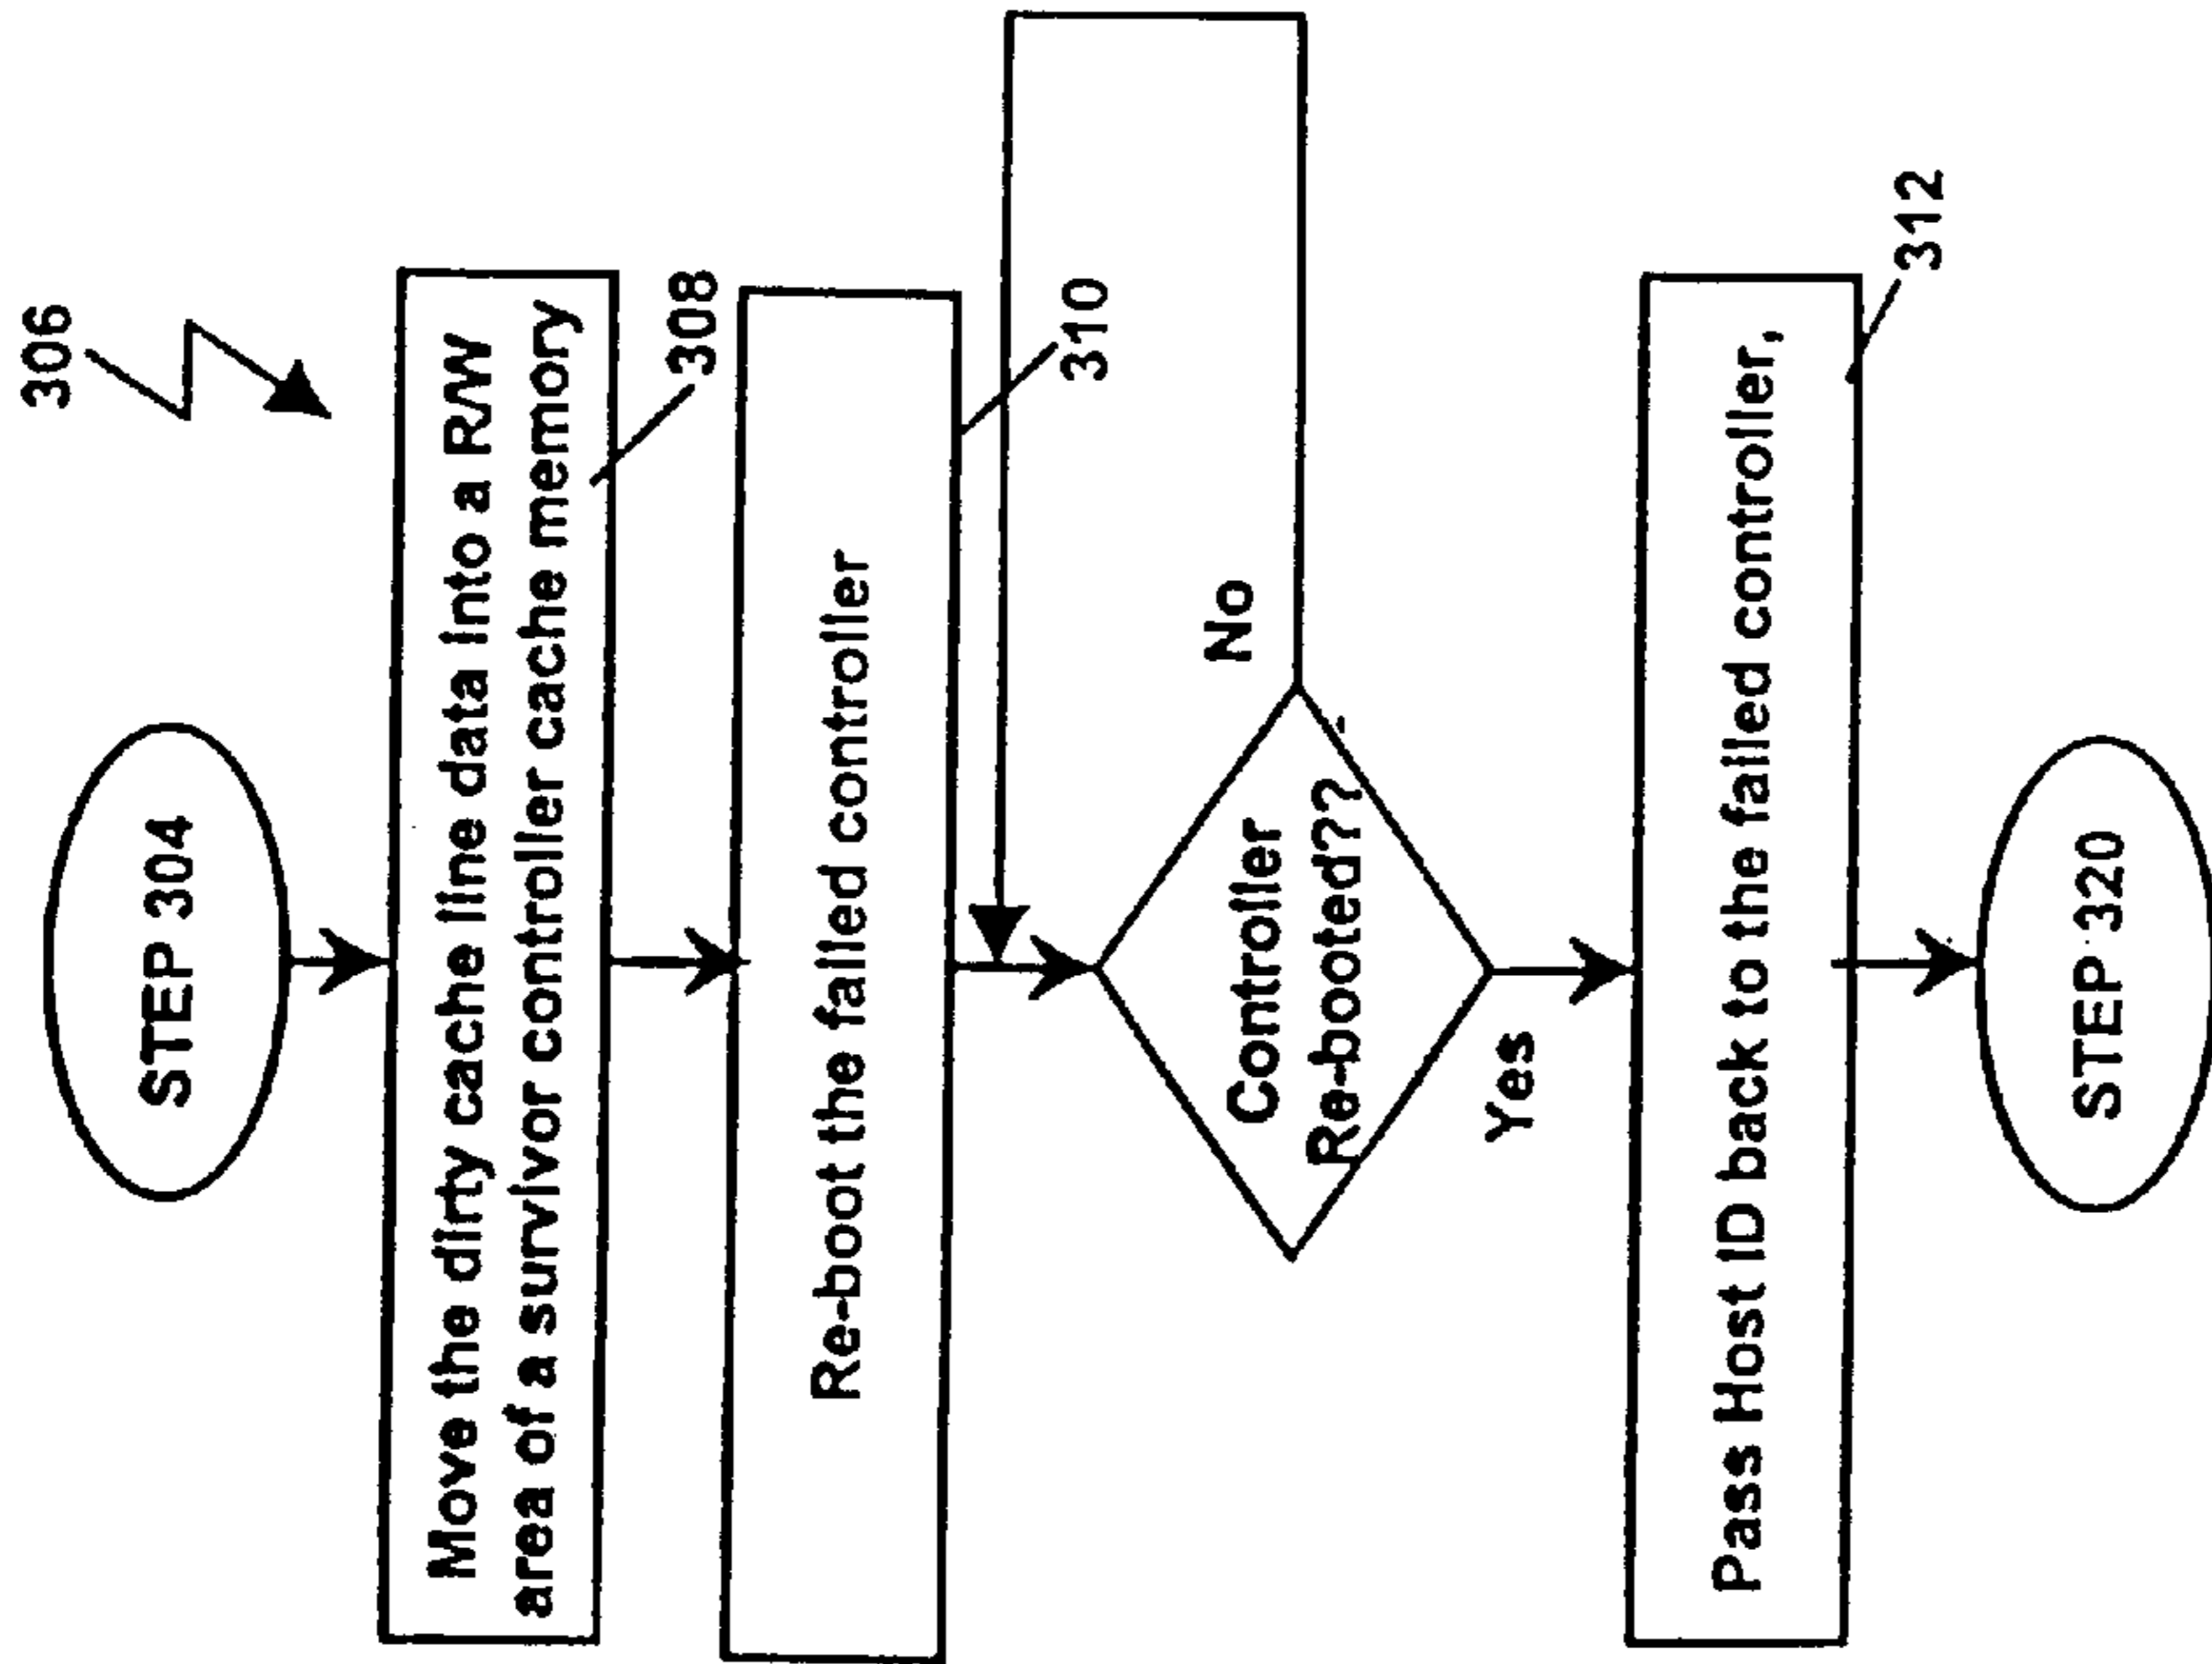 306
STEP 304
Move the dirty cache line data into a R/W
area of a survivor controller cache memory
308
Re-boot the failed controller
310
Controller
Re-booted??
No
Yes
Pass Host ID back to the failed controller,
312
STEP 320